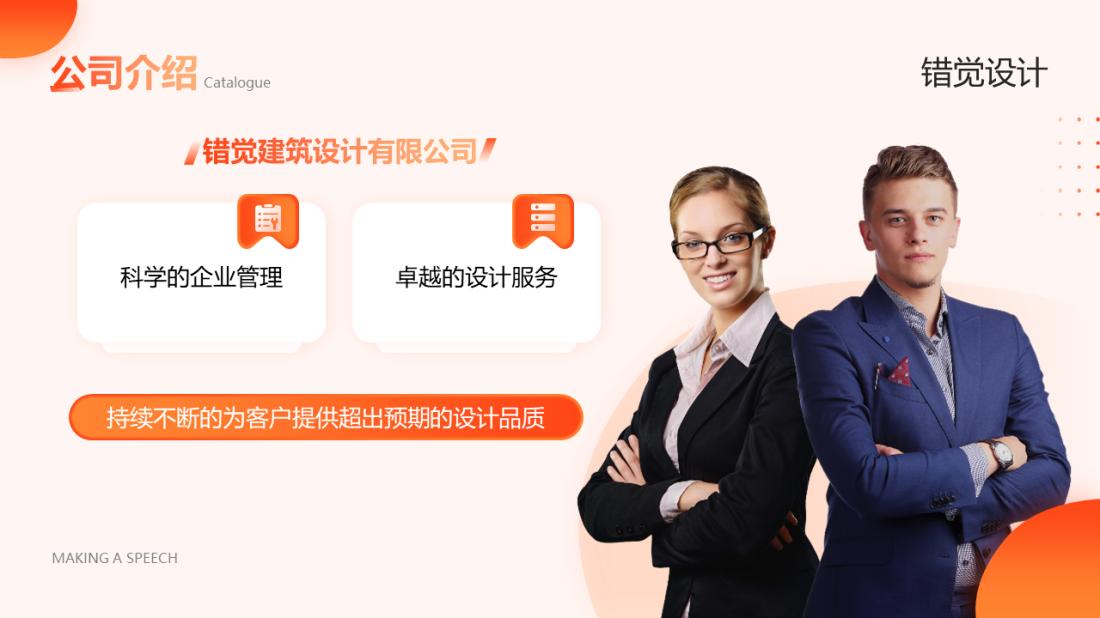 公司介绍 Catalogue
错觉设计
错觉建筑设计有限公司
科学的企业管理
卓越的设计服务
持续不断的为客户提供超出预期的设计品质
MAKING A SPEECH